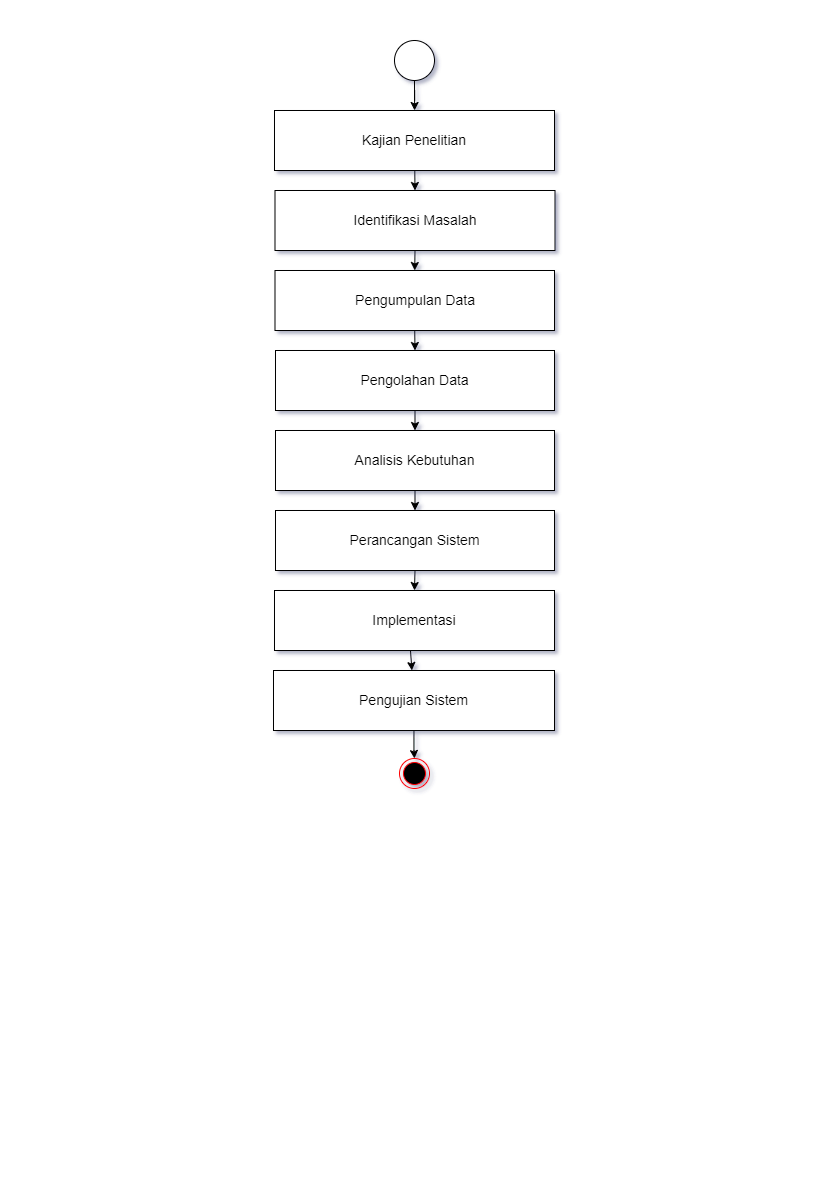 Kajian Penelitian
Identifikasi Masalah
Pengumpulan Data
Pengolahan Data
Analisis Kebutuhan
Perancangan Sistem
Implementasi
Pengujian Sistem